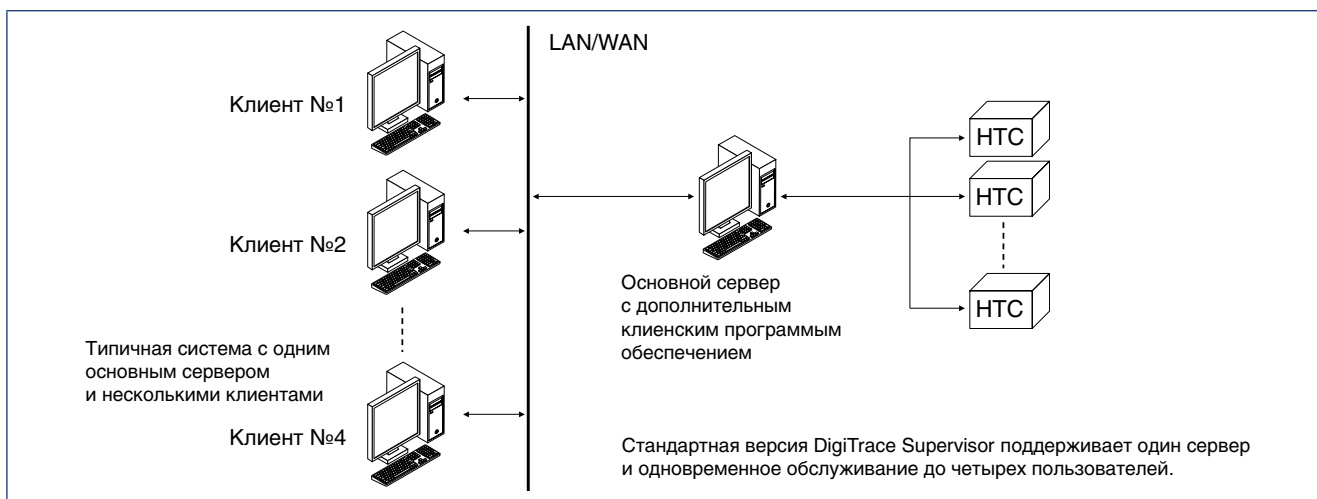 LAN/WAN
Клиент №1
Клиент №2
Клиент №4
Типичная система с одним
основным сервером
и несколькими клиентами
Основной сервер
с дополнительным
клиенским программым
обеспечением
HTC
HTC
HTC
Стандартная версия DigiTrace Supervisor поддерживает один сервер
и одновременное обслуживание до четырех пользователей.